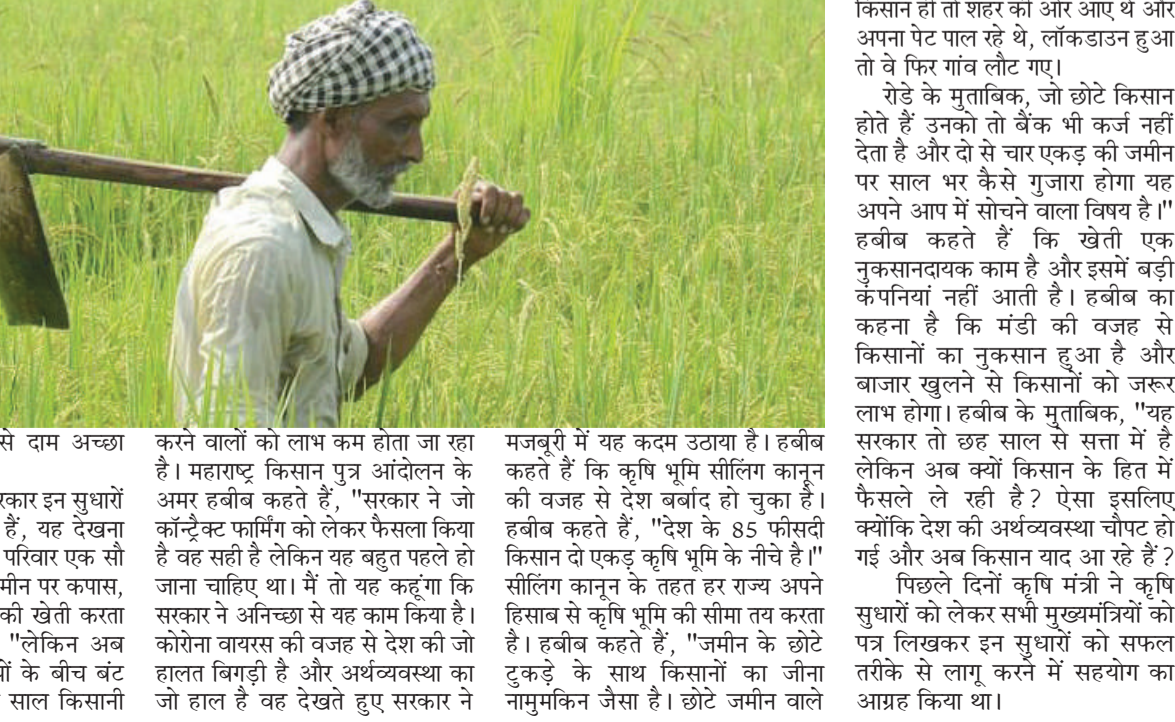 से दाम अच्छा
रकार इन सुधारों
हैं, यह देखना
परिवार एक सौ
मीन पर कपास,
की खेती करता
"लेकिन अब
यों के बीच बंट
साल किसानी
करने वालों को लाभ कम होता जा रहा
है। महाराष्ट्र किसान पुत्र आंदोलन के
अमर हबीब कहते हैं, "सरकार ने जो
कॉन्ट्रैक्ट फार्मिंग को लेकर फैसला किया
है वह सही है लेकिन यह बहुत पहले हो
जाना चाहिए था। मैं तो यह कहूंगा कि
सरकार ने अनिच्छा से यह काम किया है।
कोरोना वायरस की वजह से देश की जो
हालत बिगड़ी है और अर्थव्यवस्था का
जो हाल है वह देखते हुए सरकार ने
मजबूरी में यह कदम उठाया है। हबीब
कहते हैं कि कृषि भूमि सीलिंग कानून
की वजह से देश बर्बाद हो चुका है।
हबीब कहते हैं, "देश के 85 फीसदी
किसान दो एकड़ कृषि भूमि के नीचे है।"
सीलिंग कानून के तहत हर राज्य अपने
हिसाब से कृषि भूमि की सीमा तय करता
है। हबीब कहते हैं, "जमीन के छोटे
टुकड़े के साथ किसानों का जीना
नामुमकिन जैसा है। छोटे जमीन वाले
किसान ही तो शहर की ओर आए थे और
अपना पेट पाल रहे थे, लॉकडाउन हुआ
तो वे फिर गांव लौट गए।
रोडे के मुताबिक, जो छोटे किसान
होते हैं उनको तो बैंक भी कर्ज नहीं
देता है और दो से चार एकड़ की जमीन
पर साल भर कैसे गुजारा होगा यह
अपने आप में सोचने वाला विषय है।"
हबीब कहते हैं कि खेती एक
नुकसानदायक काम है और इसमें बड़ी
कंपनियां नहीं आती है। हबीब का
कहना है कि मंडी की वजह से
किसानों का नुकसान हुआ है और
बाजार खुलने से किसानों को जरूर
लाभ होगा। हबीब के मुताबिक, "यह
सरकार तो छह साल से सत्ता में है
लेकिन अब क्यों किसान के हित में
फैसले ले रही है? ऐसा इसलिए
क्योंकि देश की अर्थव्यवस्था चौपट हो
गई और अब किसान याद आ रहे हैं?
पिछले दिनों कृषि मंत्री ने कृषि
सुधारों को लेकर सभी मुख्यमंत्रियों को
पत्र लिखकर इन सुधारों को सफल
तरीके से लागू करने में सहयोग का
आग्रह किया था।